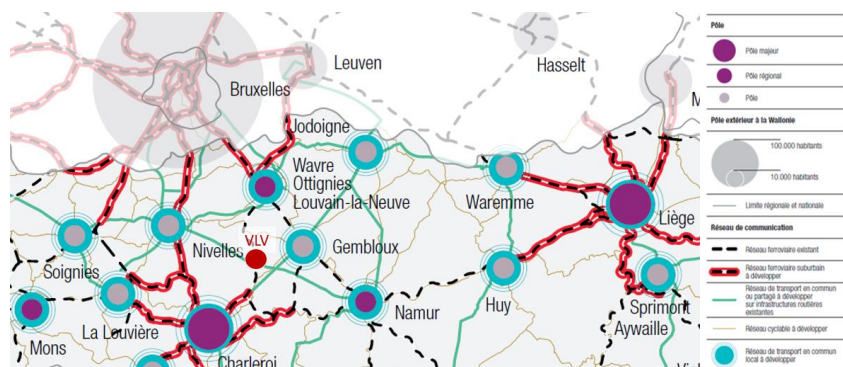 Leuven
Hasselt
Bruxelles
M
Jodoigne
Wavre
Ottignies
Louvain-la-Neuve
Waremme
Liège
VLV
Nivelles
Gembloux
Soignies
La Louvière
Namur
Huy
Sprimont
Aywaille
Mons
Charleroi
Pôle
Pôle majeur
Pôle régional
Pôle
Pôle extérieur à la Wallonie
100.000 habitants
10.000 habitants
Limite régionale et nationale
Réseau de communication
Réseau ferroviaire existant
Réseau ferroviaire suburbain
à développer
Réseau de transport en commun
ou partagé à développer
sur infrastructures routières
existantes
Réseau cyclable à développer
Réseau de transport en commun
local à développer